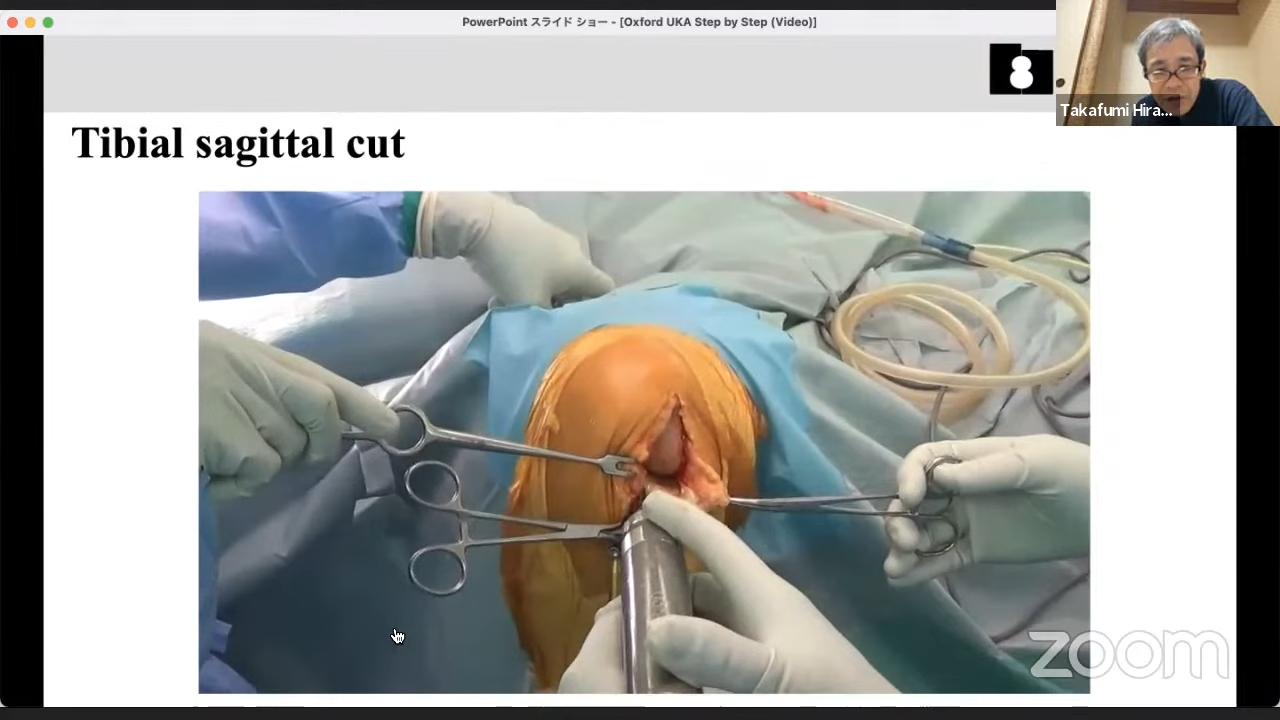 PowerPoint スライド ショー - [Oxford UKA Step by Step (Video)]
Takafumi Hira...
Tibial sagittal cut
zoom